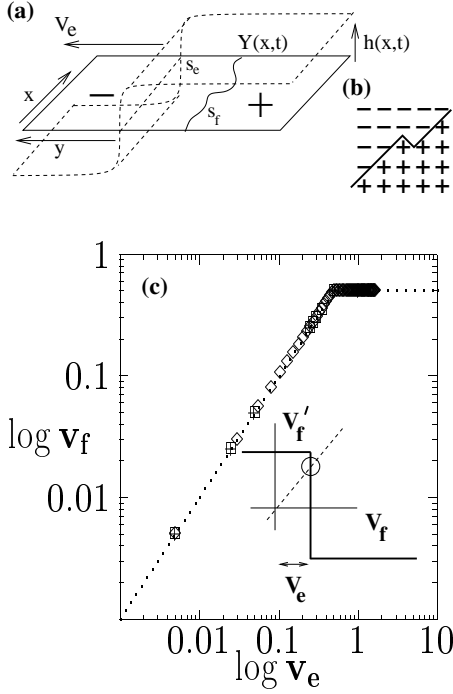 (a)
V_e
Y(x,t)
h(x,t)
s_e
x
−
s_f
+
y
(b)
− − − − −
− − − −
− − + − +
− + + + +
+ + + + +
1
(c)
0.1
log v_f
V_f′
0.01
V_f
V_e
0.01
0.1
1
10
log v_e